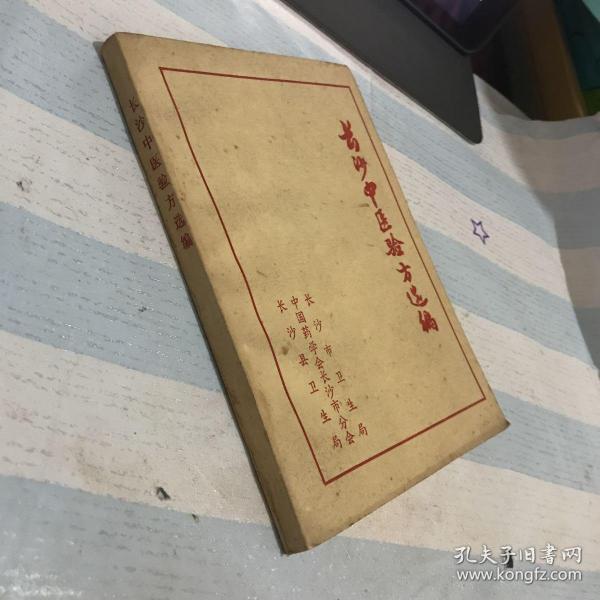 长沙中医验方选编
长沙中医验方选编
长沙市卫生局
中国药学会长沙市分会
长沙县卫生局
孔夫子旧书网
www.kongfz.com